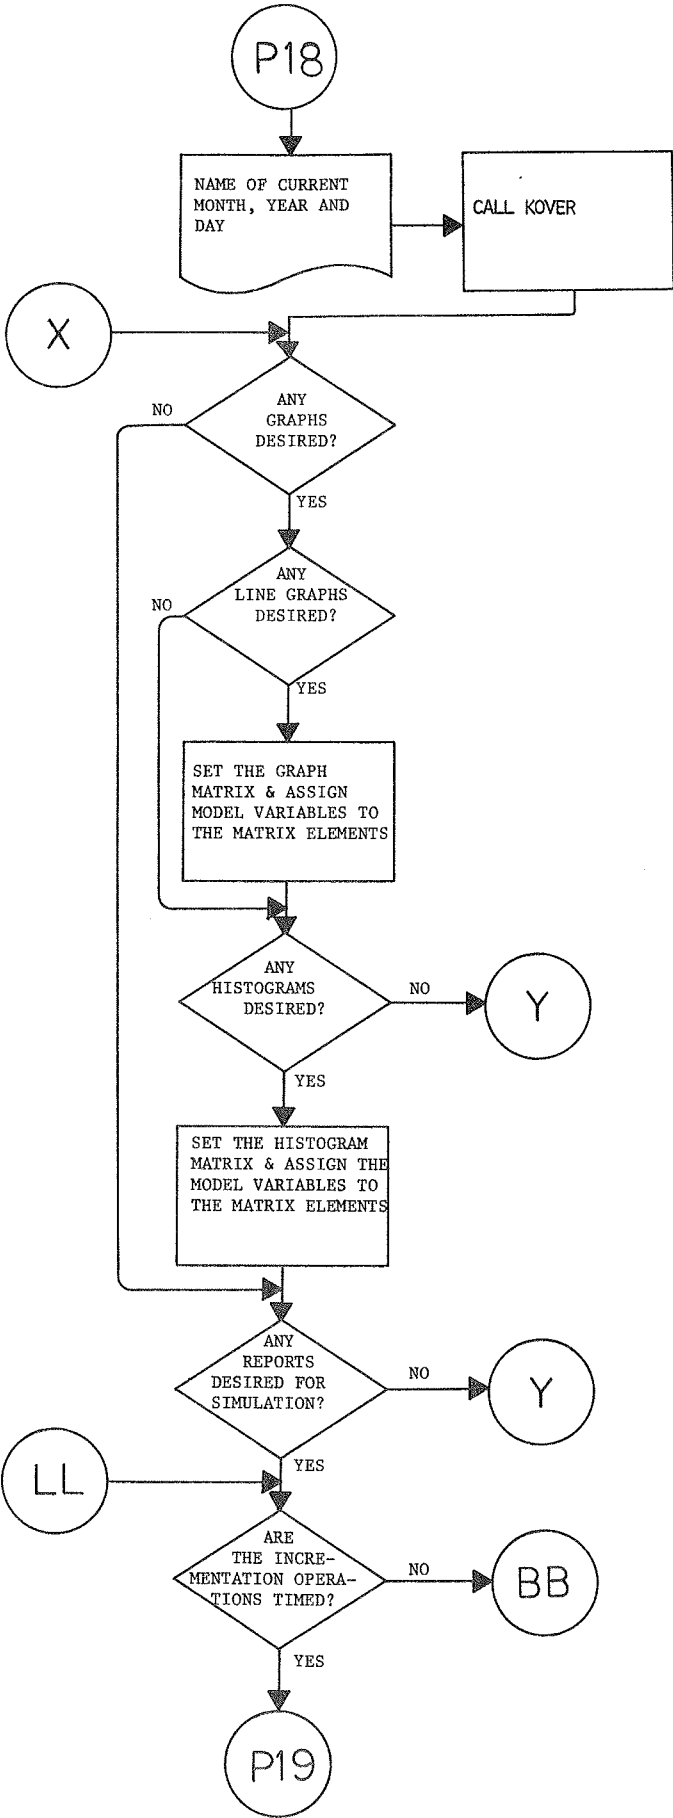 P18
NAME OF CURRENT
MONTH, YEAR AND
DAY
CALL KOVER
X
ANY
GRAPHS
DESIRED?
NO
YES
ANY
LINE GRAPHS
DESIRED?
NO
YES
SET THE GRAPH
MATRIX & ASSIGN
MODEL VARIABLES TO
THE MATRIX ELEMENTS
ANY
HISTOGRAMS
DESIRED?
NO
Y
YES
SET THE HISTOGRAM
MATRIX & ASSIGN THE
MODEL VARIABLES TO
THE MATRIX ELEMENTS
ANY
REPORTS
DESIRED FOR
SIMULATION?
NO
Y
YES
LL
ARE
THE INCRE-
MENTATION OPERA-
TIONS TIMED?
NO
BB
YES
P19